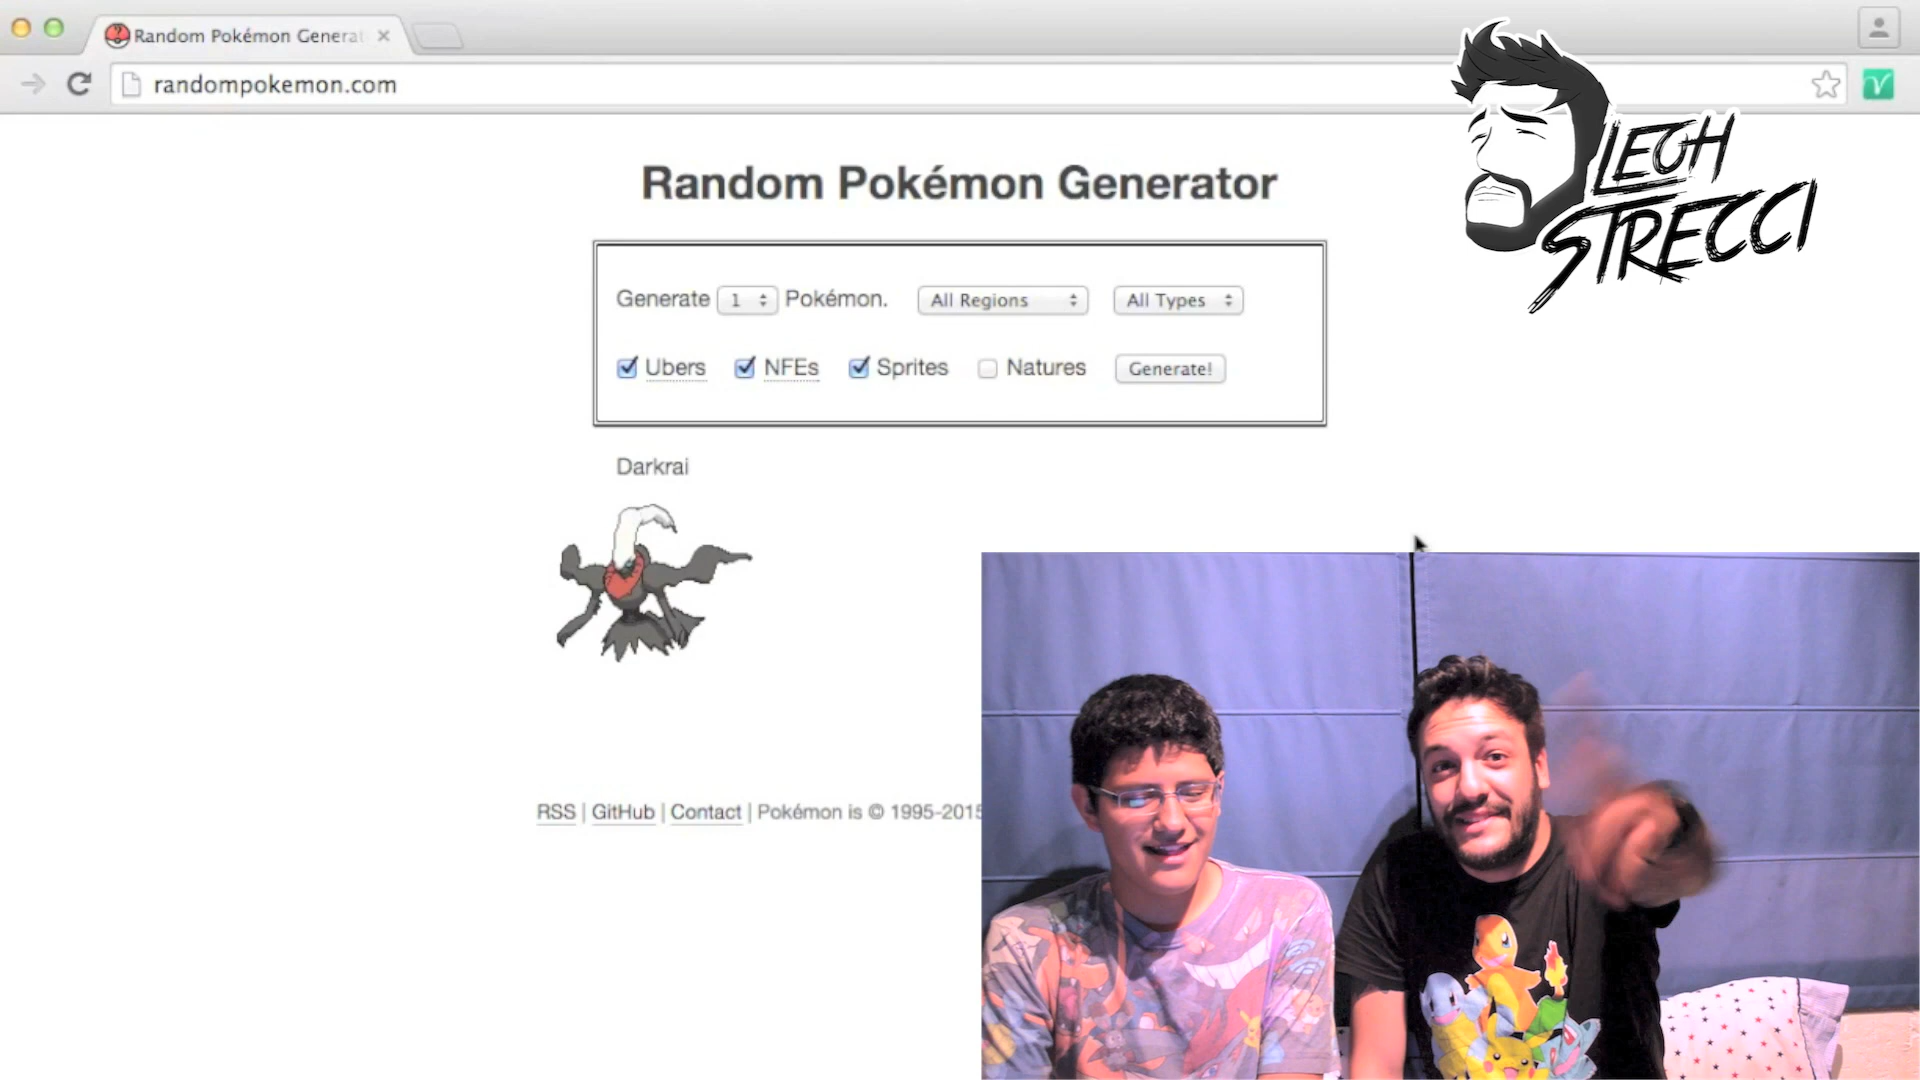 Random Pokémon Generat
randompokemon.com
LEOH
STRECCI
Random Pokémon Generator
Generate 1 Pokémon. All Regions All Types
Ubers NFEs Sprites Natures Generate!
Darkrai
RSS | GitHub | Contact | Pokémon is © 1995-2015